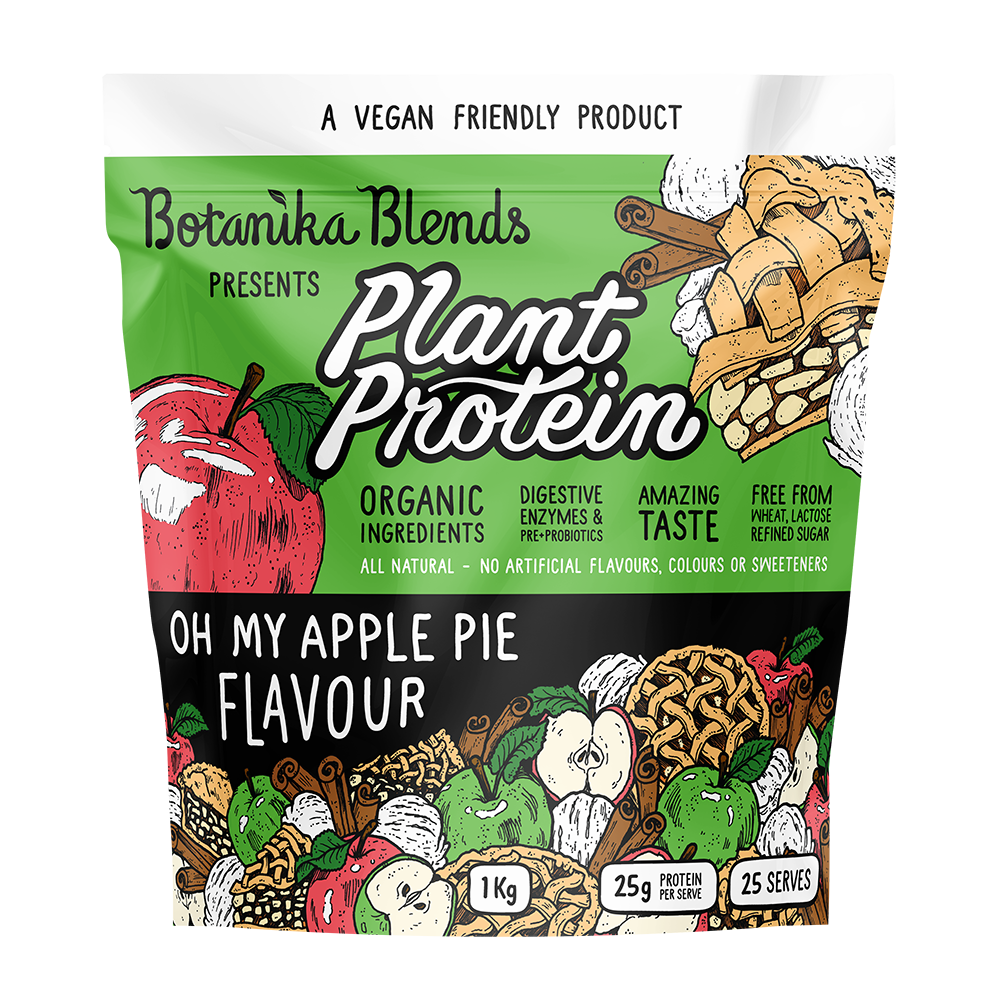 A VEGAN FRIENDLY PRODUCT
Botanika Blends
PRESENTS
Plant
Protein
ORGANIC
INGREDIENTS
DIGESTIVE
ENZYMES &
PRE+PROBIOTICS
AMAZING
TASTE
FREE FROM
WHEAT, LACTOSE
REFINED SUGAR
ALL NATURAL - NO ARTIFICIAL FLAVOURS, COLOURS OR SWEETENERS
OH MY APPLE PIE
FLAVOUR
1Kg
25g PROTEIN
PER SERVE
25 SERVES